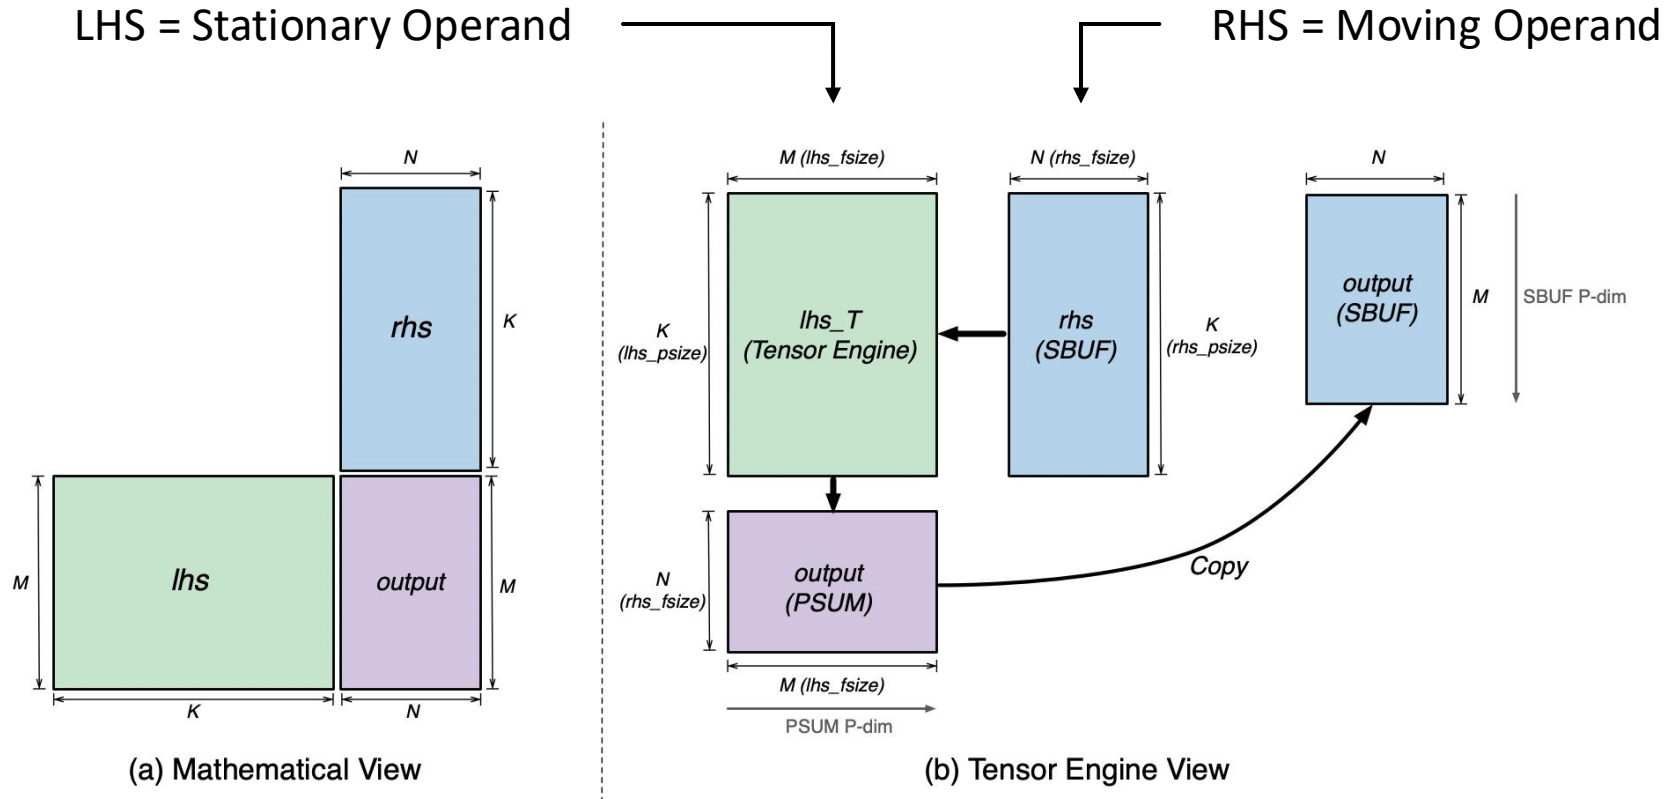 LHS = Stationary Operand
RHS = Moving Operand
N
rhs
K
M
lhs
output
M
K
N
(a) Mathematical View
M (lhs_fsize)
N (rhs_fsize)
N
K
(lhs_psize)
lhs_T
(Tensor Engine)
rhs
(SBUF)
K
(rhs_psize)
output
(SBUF)
M
SBUF P-dim
N
(rhs_fsize)
output
(PSUM)
Copy
M (lhs_fsize)
PSUM P-dim
(b) Tensor Engine View